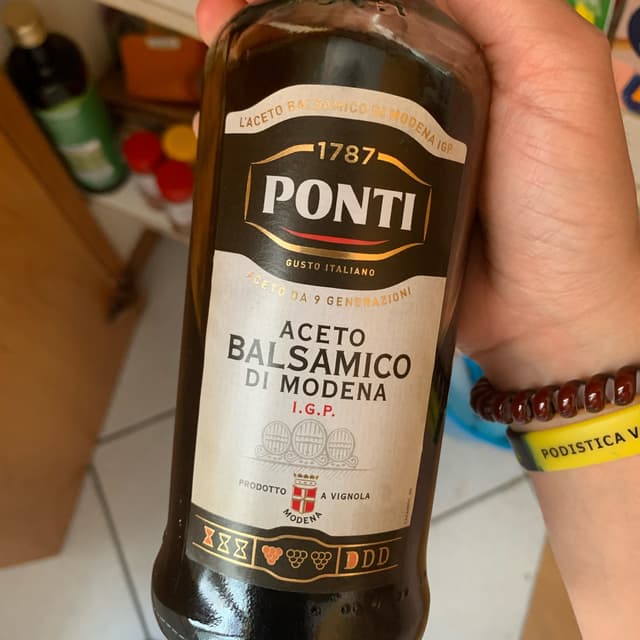 L'ACETO BALSAMICO DI MODENA IGP
1787
PONTI
GUSTO ITALIANO
ACETO DA 9 GENERAZIONI
ACETO
BALSAMICO
DI MODENA
I.G.P.
PRODOTTO A VIGNOLA
MODENA
DDD
PODISTICA V